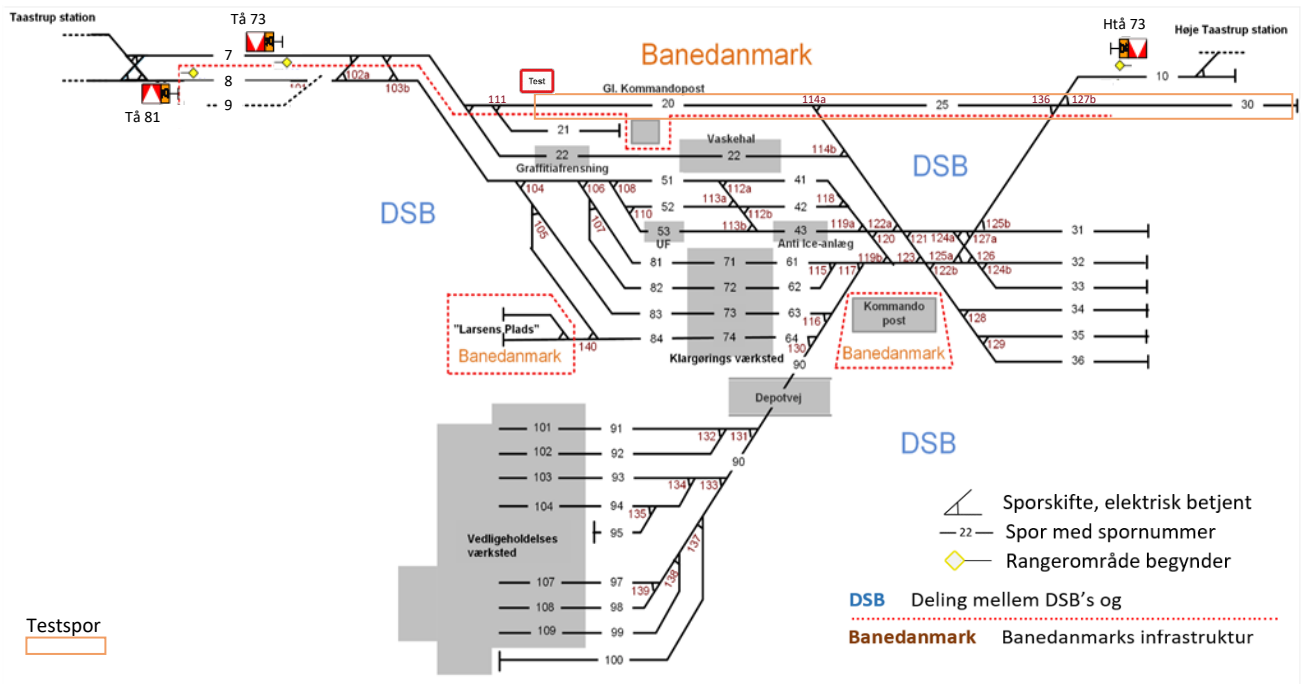 Taastrup station
Tå 73
Htå 73
Høje Taastrup station
Banedanmark
7
102a
8
103b
9
Tå 81
Test
Gl. Kommandopost
10
111
20
114a
25
136
127b
30
21
Vaskehal
22
22
114b
Graffitiafrensning
DSB
DSB
104
106
108
51
112a
41
105
107
110
52
113a
112b
42
118
53
113b
43
119a
122a
UF
Anti Ice-anlæg
120
121
124a
125b
127a
31
81
71
61
115
117
119b
123
125a
122b
126
124b
32
82
72
62
33
83
73
63
116
Kommando
post
128
34
"Larsens Plads"
140
84
74
64
130
129
35
Banedanmark
Klargørings værksted
90
Banedanmark
36
Depotvej
DSB
101
91
132
131
102
92
90
103
93
134
133
104
94
135
95
137
Vedligeholdelses
værksted
107
97
139
138
108
98
109
99
100
Sporskifte, elektrisk betjent
22
Spor med spornummer
Rangerområde begynder
DSB
Deling mellem DSB's og
Banedanmark
Banedanmarks infrastruktur
Testspor